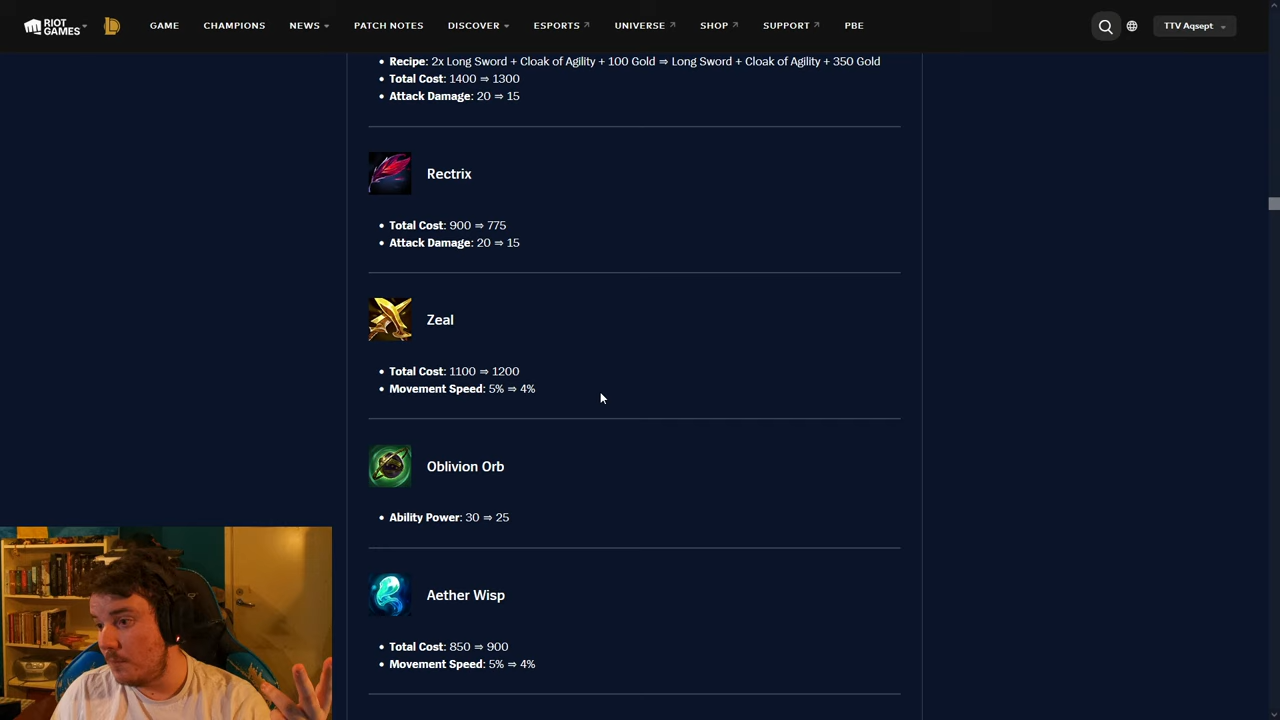 RIOT GAMES
GAME
CHAMPIONS
NEWS
PATCH NOTES
DISCOVER
ESPORTS
UNIVERSE
SHOP
SUPPORT
PBE
TTV Aqsept
• Recipe: 2x Long Sword + Cloak of Agility + 100 Gold ⇒ Long Sword + Cloak of Agility + 350 Gold
• Total Cost: 1400 ⇒ 1300
• Attack Damage: 20 ⇒ 15
Rectrix
• Total Cost: 900 ⇒ 775
• Attack Damage: 20 ⇒ 15
Zeal
• Total Cost: 1100 ⇒ 1200
• Movement Speed: 5% ⇒ 4%
Oblivion Orb
• Ability Power: 30 ⇒ 25
Aether Wisp
• Total Cost: 850 ⇒ 900
• Movement Speed: 5% ⇒ 4%